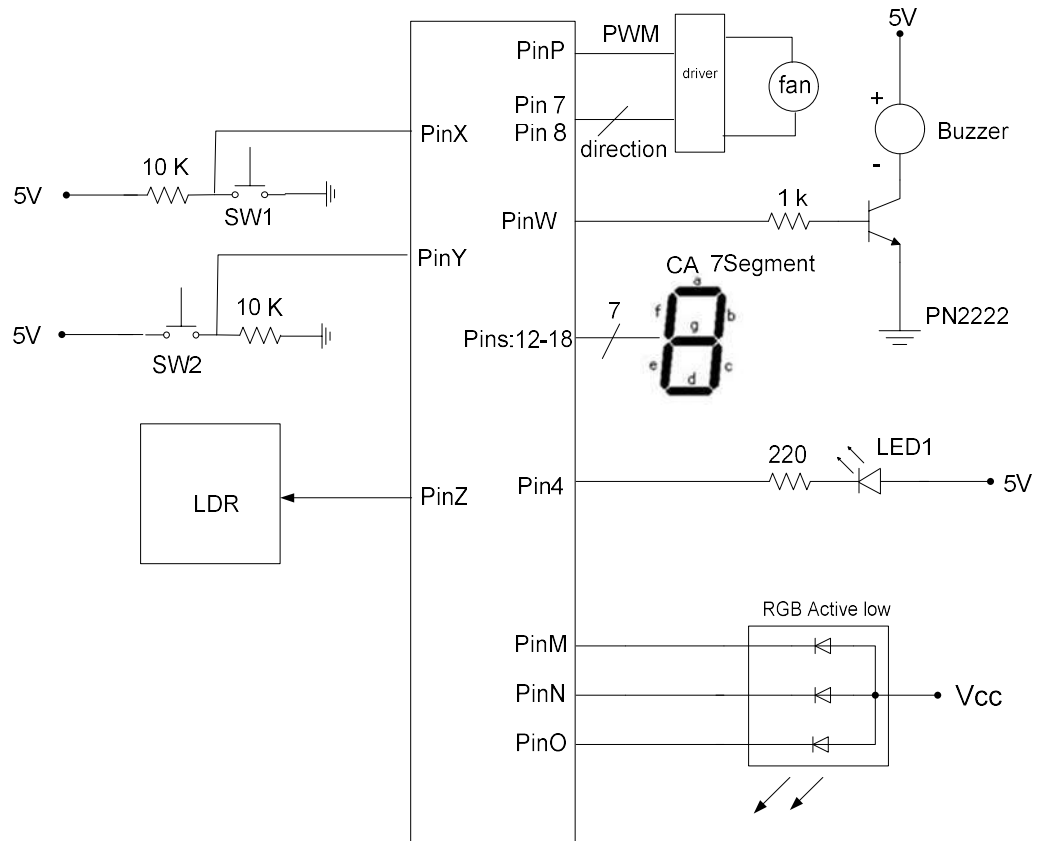 PinP
PWM
driver
fan
5V
Pin 7
Pin 8
direction
+
Buzzer
-
PinX
10 K
5V
SW1
PinW
1 k
PN2222
PinY
10 K
5V
SW2
CA 7Segment
a
f
b
g
e
c
d
Pins:12-18
7
LDR
PinZ
Pin4
220
LED1
5V
RGB Active low
PinM
PinN
PinO
Vcc